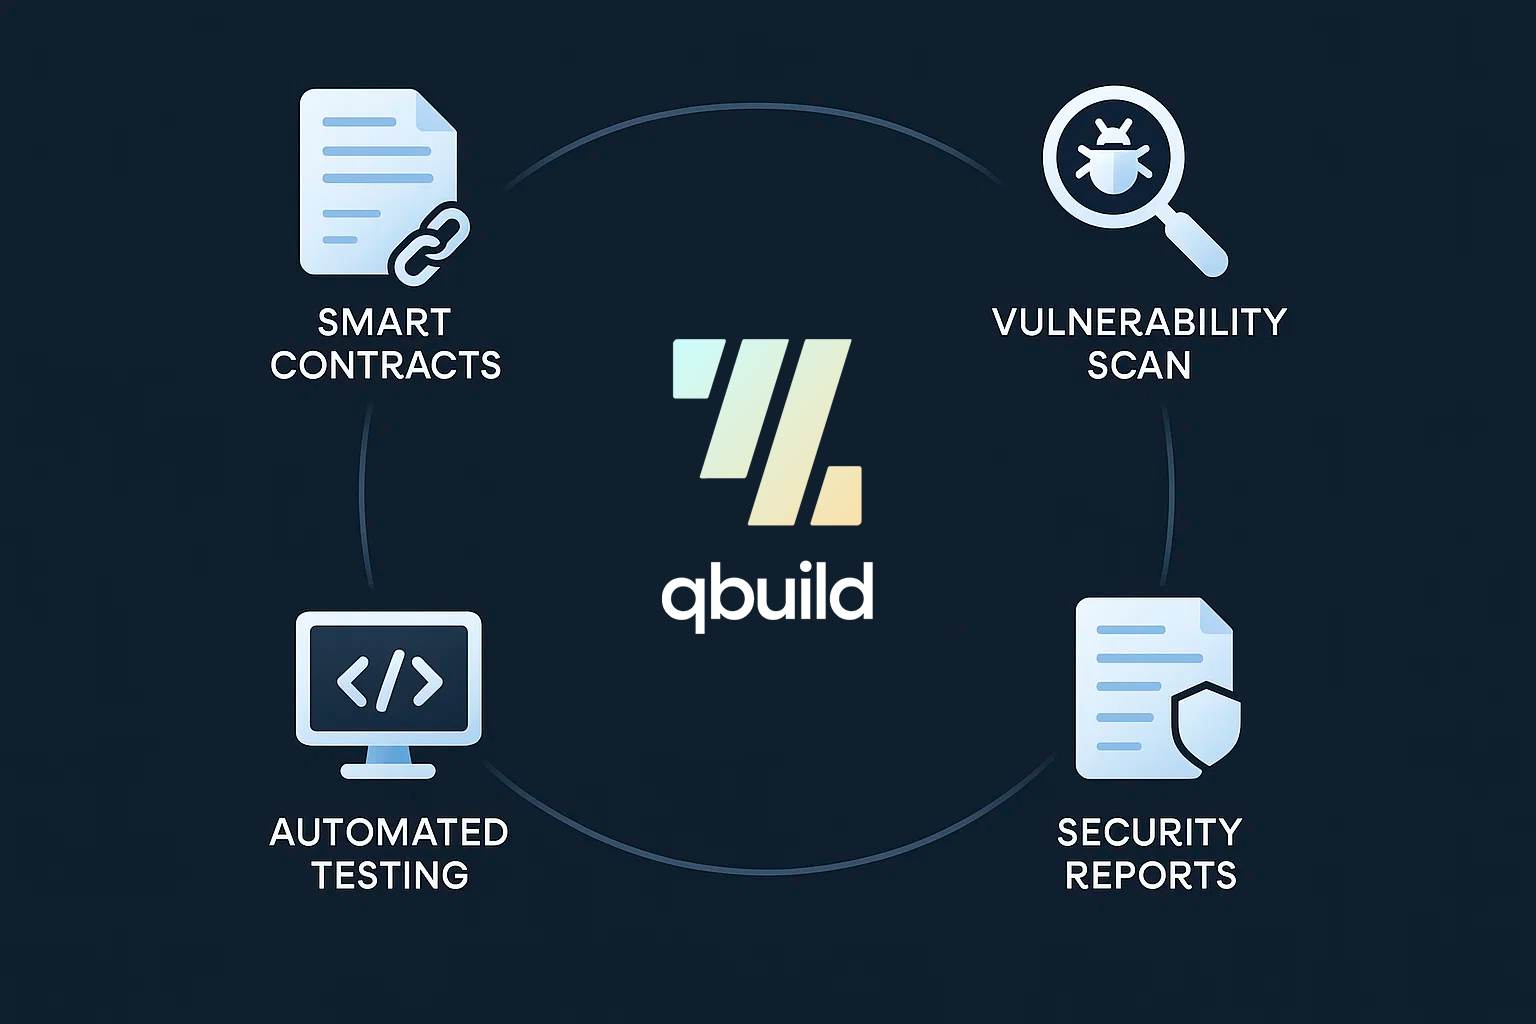 SMART
CONTRACTS
VULNERABILITY
SCAN
</>
qbuild
AUTOMATED
TESTING
SECURITY
REPORTS